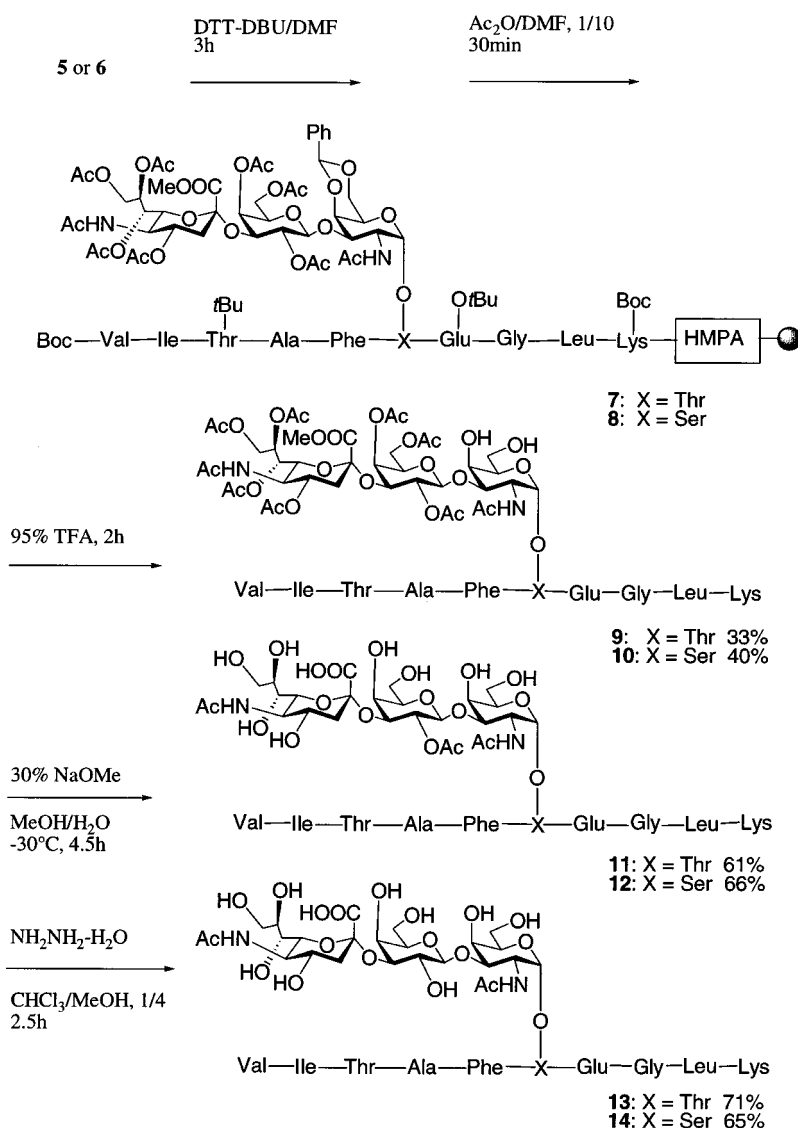 DTT-DBU/DMF
3h
Ac₂O/DMF, 1/10
30min
5 or 6
Ph
AcO OAc MeOOC OAc OAc O O O
AcHN O O O O O
AcO AcO OAc AcHN
O
tBu OtBu Boc
Boc—Val—Ile—Thr—Ala—Phe—X—Glu—Gly—Leu—Lys HMPA
7: X = Thr
8: X = Ser
AcO OAc MeOOC OAc OAc OH OH
AcHN O O O O O
AcO AcO OAc AcHN
O
95% TFA, 2h
Val—Ile—Thr—Ala—Phe—X—Glu—Gly—Leu—Lys
9: X = Thr 33%
10: X = Ser 40%
HO OH HOOC OH OH OH OH
AcHN O O O O O
HO HO OAc AcHN
O
30% NaOMe
MeOH/H₂O
-30°C, 4.5h
Val—Ile—Thr—Ala—Phe—X—Glu—Gly—Leu—Lys
11: X = Thr 61%
12: X = Ser 66%
HO OH HOOC OH OH OH OH
AcHN O O O O O
HO HO OH AcHN
O
NH₂NH₂-H₂O
CHCl₃/MeOH, 1/4
2.5h
Val—Ile—Thr—Ala—Phe—X—Glu—Gly—Leu—Lys
13: X = Thr 71%
14: X = Ser 65%